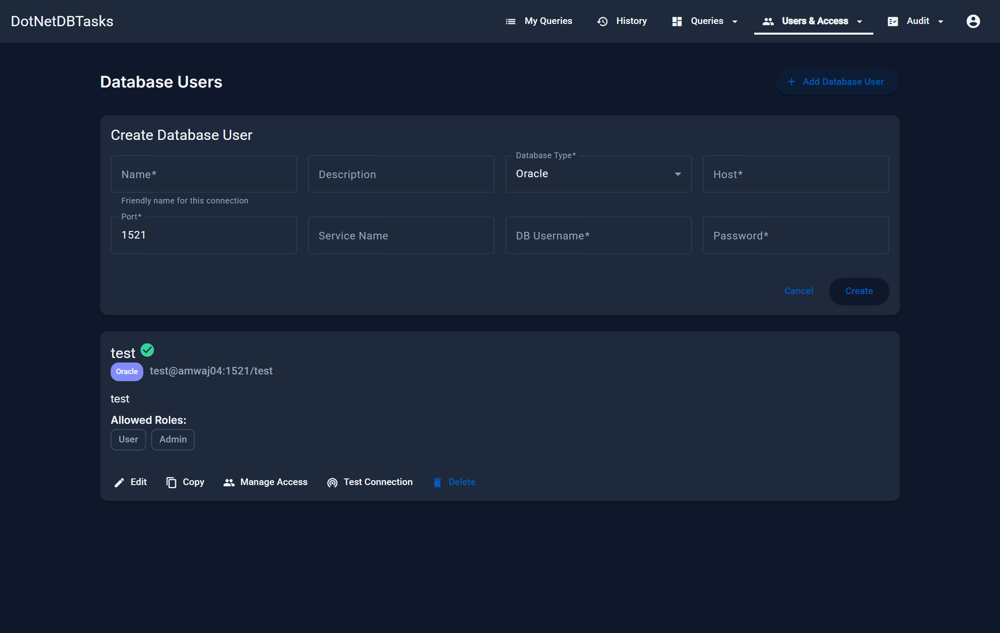 DotNetDBTasks
My Queries
History
Queries
Users & Access
Audit
Database Users
Add Database User
Create Database User
Name*
Friendly name for this connection
Description
Database Type*
Oracle
Host*
Port*
1521
Service Name
DB Username*
Password*
Cancel
Create
test
Oracle
test@amwaj04:1521/test
test
Allowed Roles:
User
Admin
Edit
Copy
Manage Access
Test Connection
Delete